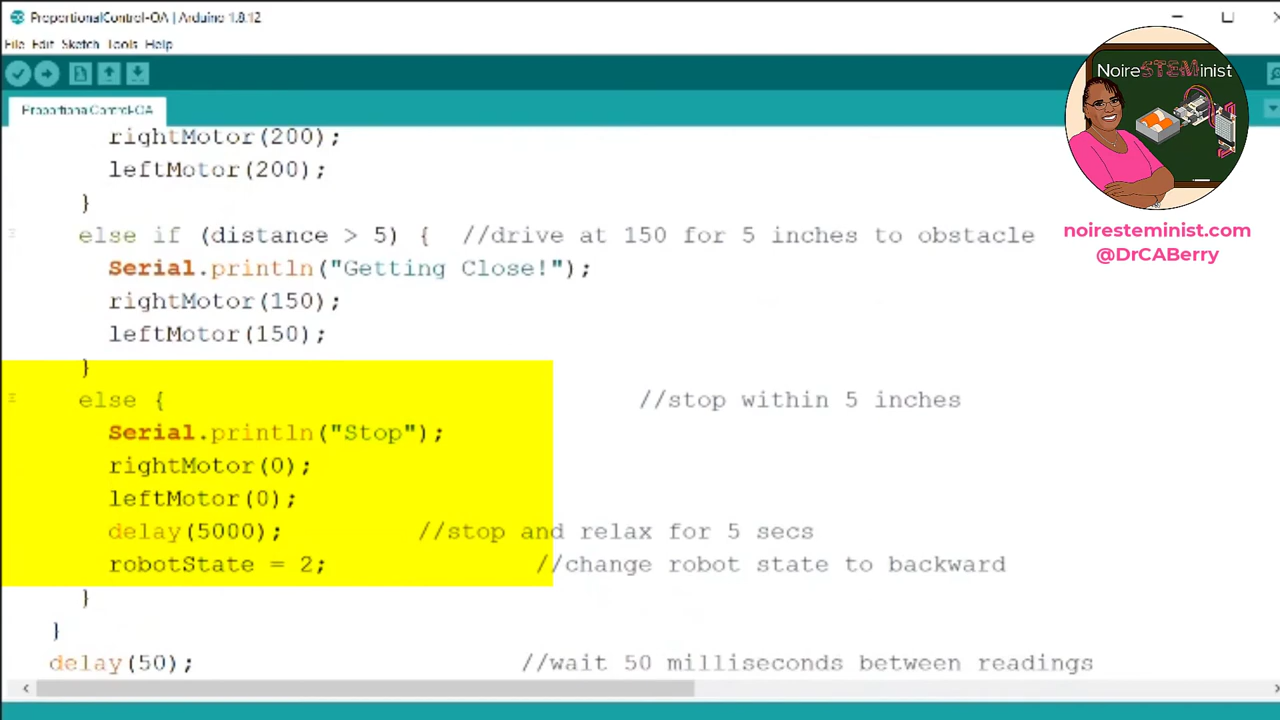 ProportionalControl-OA | Arduino 1.8.12
File Edit Sketch Tools Help
ProportionalControl-OA
rightMotor(200);
leftMotor(200);
}
else if (distance > 5) { //drive at 150 for 5 inches to obstacle
Serial.println("Getting Close!");
rightMotor(150);
leftMotor(150);
}
else { //stop within 5 inches
Serial.println("Stop");
rightMotor(0);
leftMotor(0);
delay(5000); //stop and relax for 5 secs
robotState = 2; //change robot state to backward
}
}
delay(50); //wait 50 milliseconds between readings
NoireSTEMinist
noiresteminist.com
@DrCABerry